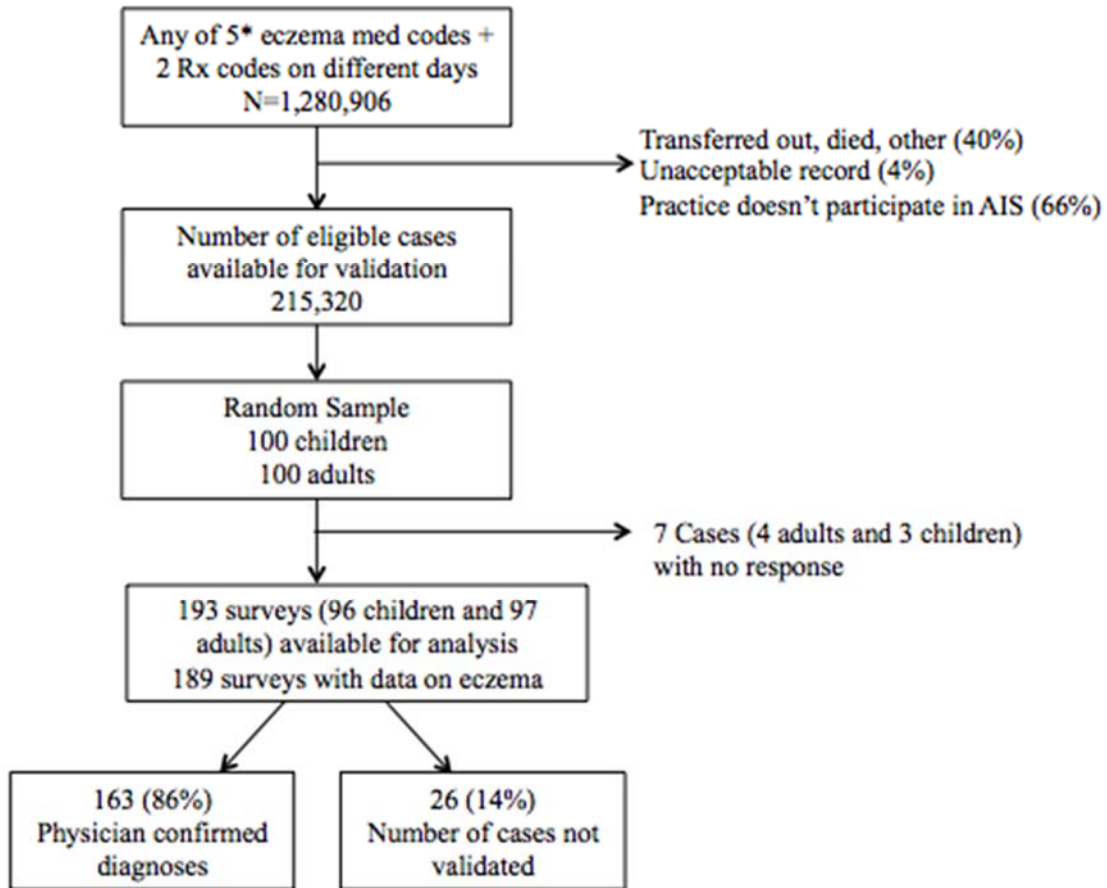 Any of 5* eczema med codes +
2 Rx codes on different days
N=1,280,906
Transferred out, died, other (40%)
Unacceptable record (4%)
Practice doesn't participate in AIS (66%)
Number of eligible cases
available for validation
215,320
Random Sample
100 children
100 adults
7 Cases (4 adults and 3 children)
with no response
193 surveys (96 children and 97
adults) available for analysis
189 surveys with data on eczema
163 (86%)
Physician confirmed
diagnoses
26 (14%)
Number of cases not
validated